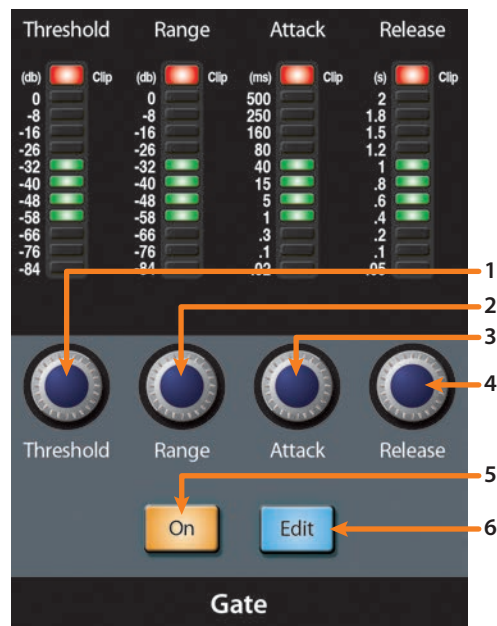 Threshold Range Attack Release
(db) Clip (db) Clip (ms) Clip (s) Clip
0 0 500 2
-8 -8 250 1.8
-16 -16 160 1.5
-26 -26 80 1.2
-32 -32 40 1
-40 -40 15 .8
-48 -48 5 .6
-58 -58 1 .4
-66 -66 .3 .2
-76 -76 .1 .1
-84 -84 .02 .05
1
2
3
4
Threshold Range Attack Release
5
On Edit 6
Gate